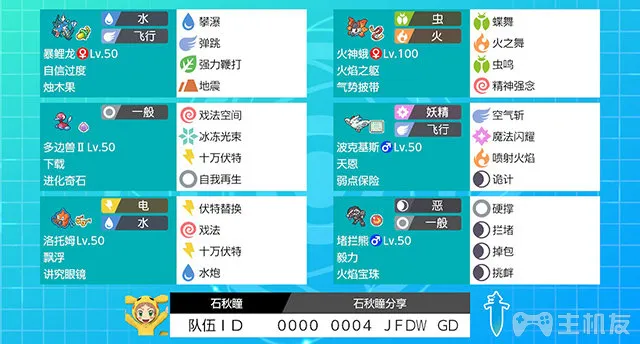 水
飞行
暴鲤龙♀Lv.50
自信过度
烛木果
攀瀑
弹跳
强力鞭打
地震
虫
火
火神蛾♀Lv.100
火焰之躯
气势披带
蝶舞
火之舞
虫鸣
精神强念
一般
多边兽ⅡLv.50
下载
进化奇石
戏法空间
冰冻光束
十万伏特
自我再生
妖精
飞行
波克基斯♂Lv.50
天恩
弱点保险
空气斩
魔法闪耀
喷射火焰
诡计
电
水
洛托姆Lv.50
飘浮
讲究眼镜
伏特替换
戏法
十万伏特
水炮
恶
一般
堵拦熊♂Lv.50
毅力
火焰宝珠
硬撑
拦堵
掉包
挑衅
石秋瞳 石秋瞳分享
队伍ID 0000 0004 JFDW GD
主机友